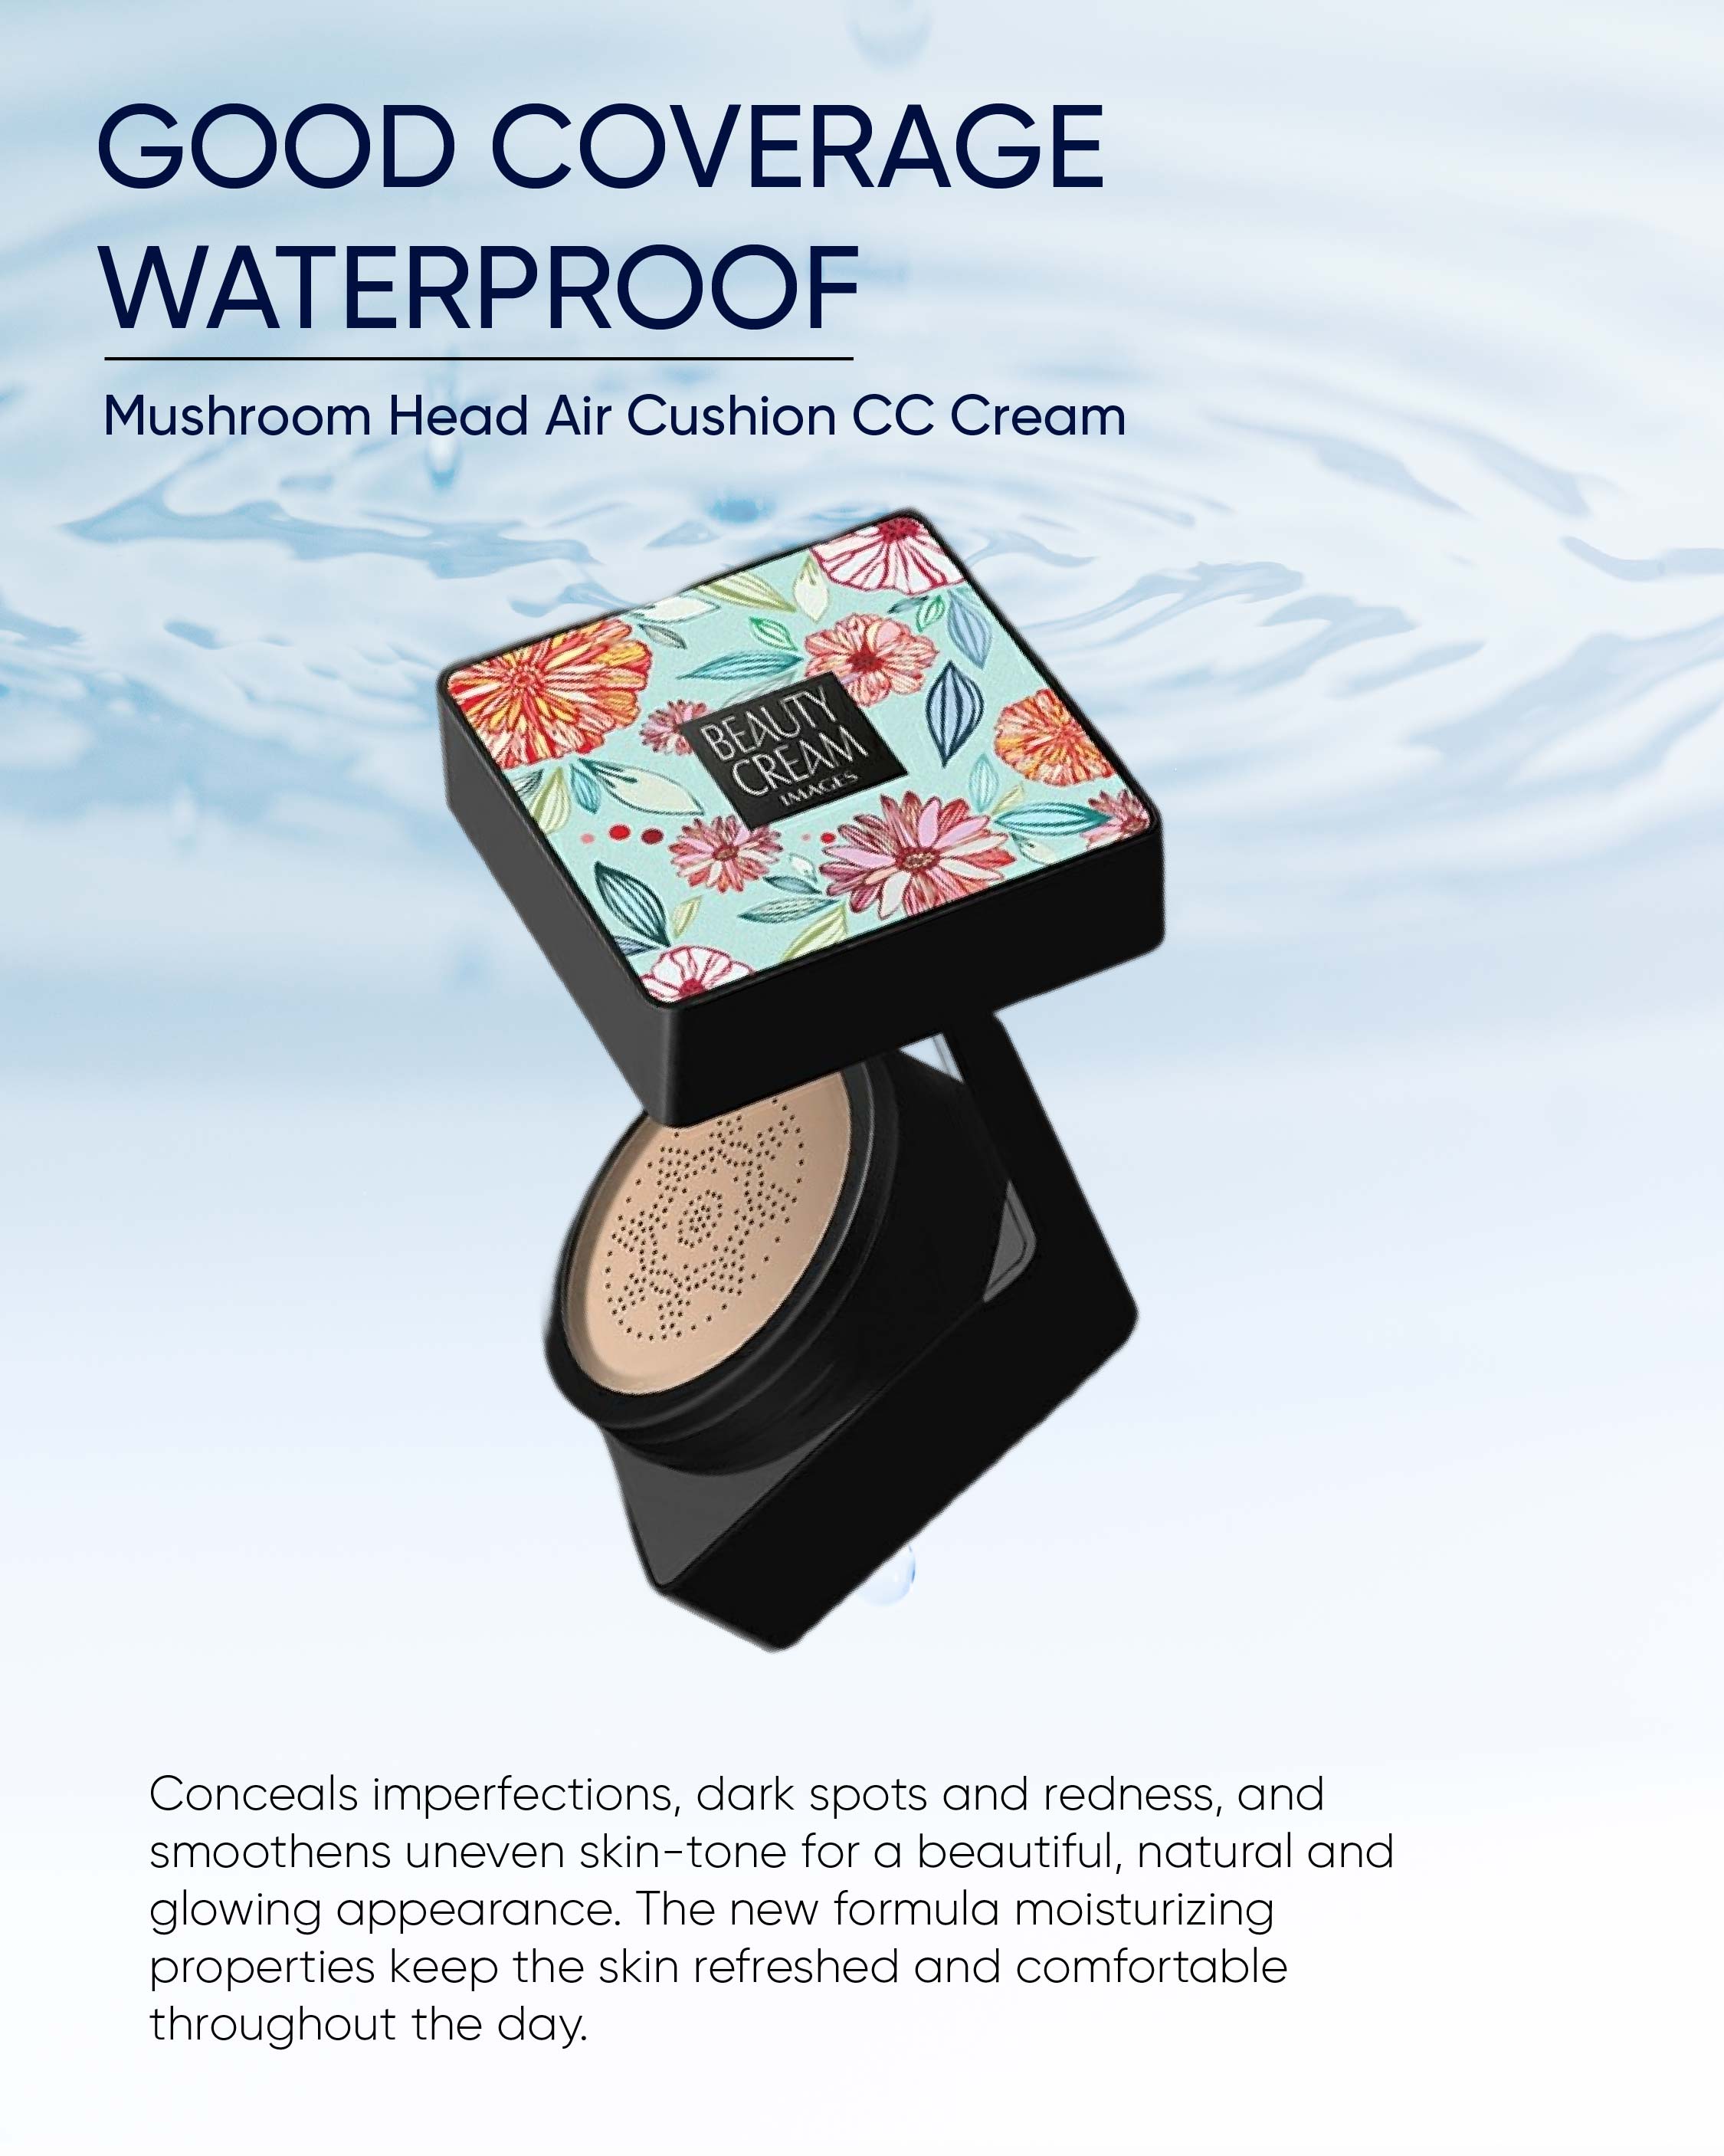 GOOD COVERAGE
WATERPROOF
Mushroom Head Air Cushion CC Cream
BEAUTY
CREAM
IMAGES
Conceals imperfections, dark spots and redness, and
smoothens uneven skin-tone for a beautiful, natural and
glowing appearance. The new formula moisturizing
properties keep the skin refreshed and comfortable
throughout the day.